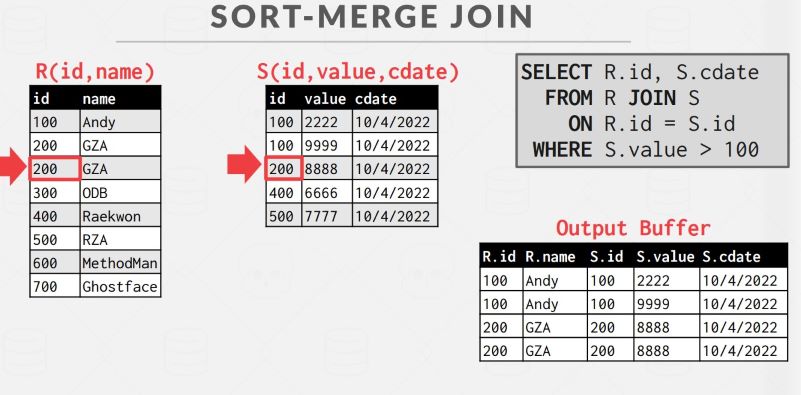 SORT-MERGE JOIN
R(id,name)
id name
100 Andy
200 GZA
200 GZA
300 ODB
400 Raekwon
500 RZA
600 MethodMan
700 Ghostface
S(id,value,cdate)
id value cdate
100 2222 10/4/2022
100 9999 10/4/2022
200 8888 10/4/2022
400 6666 10/4/2022
500 7777 10/4/2022
SELECT R.id, S.cdate
FROM R JOIN S
ON R.id = S.id
WHERE S.value > 100
Output Buffer
R.id R.name S.id S.value S.cdate
100 Andy 100 2222 10/4/2022
100 Andy 100 9999 10/4/2022
200 GZA 200 8888 10/4/2022
200 GZA 200 8888 10/4/2022